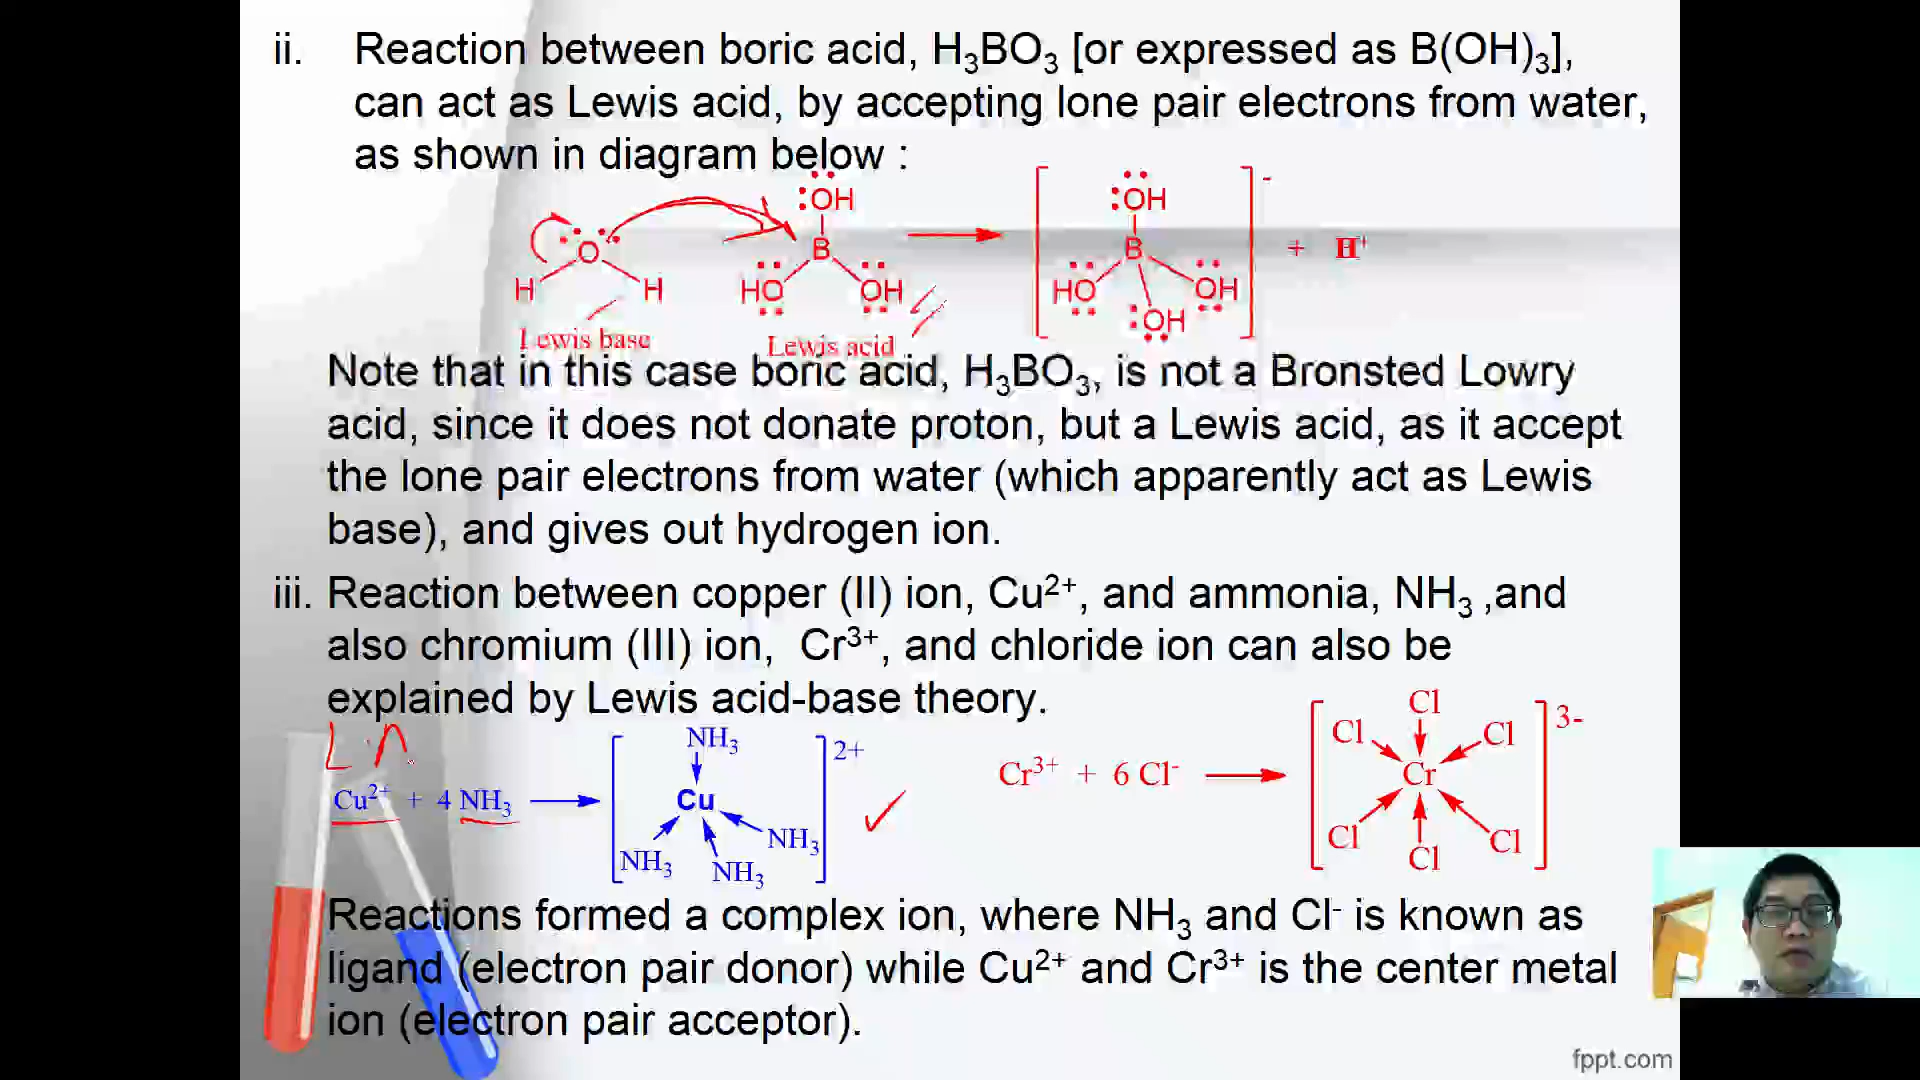 ii. Reaction between boric acid, H₃BO₃ [or expressed as B(OH)₃],
can act as Lewis acid, by accepting lone pair electrons from water,
as shown in diagram below :
:OH :OH -
O B B + H⁺
H H HO OH HO OH
:OH
Lewis base Lewis acid
Note that in this case boric acid, H₃BO₃, is not a Bronsted Lowry
acid, since it does not donate proton, but a Lewis acid, as it accept
the lone pair electrons from water (which apparently act as Lewis
base), and gives out hydrogen ion.
iii. Reaction between copper (II) ion, Cu²⁺, and ammonia, NH₃ ,and
also chromium (III) ion, Cr³⁺, and chloride ion can also be
explained by Lewis acid-base theory.
NH₃ 2+
Cu²⁺ + 4 NH₃ Cu
NH₃ NH₃ NH₃
Cl 3-
Cl Cl
Cr³⁺ + 6 Cl⁻ Cr
Cl Cl
Cl
Reactions formed a complex ion, where NH₃ and Cl⁻ is known as
ligand (electron pair donor) while Cu²⁺ and Cr³⁺ is the center metal
ion (electron pair acceptor).
fppt.com